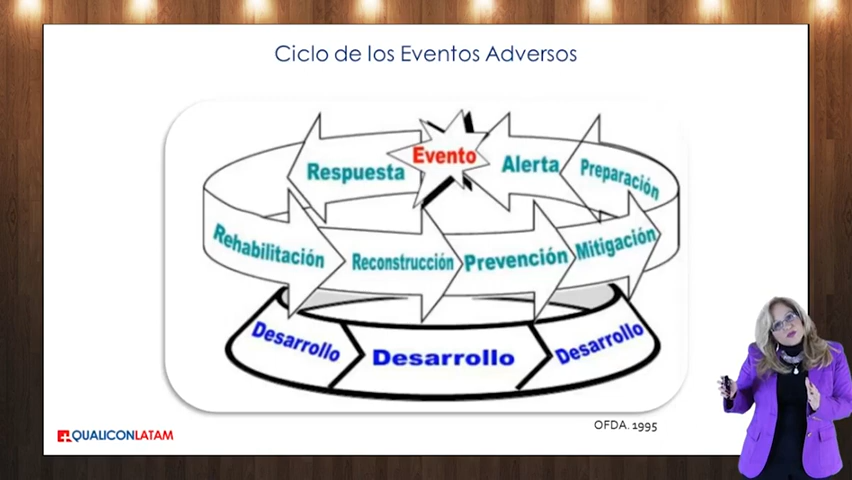 Ciclo de los Eventos Adversos
Respuesta
Evento
Alerta
Preparación
Rehabilitación
Reconstrucción
Prevención
Mitigación
Desarrollo
Desarrollo
Desarrollo
OFDA. 1995
QUALICONLATAM